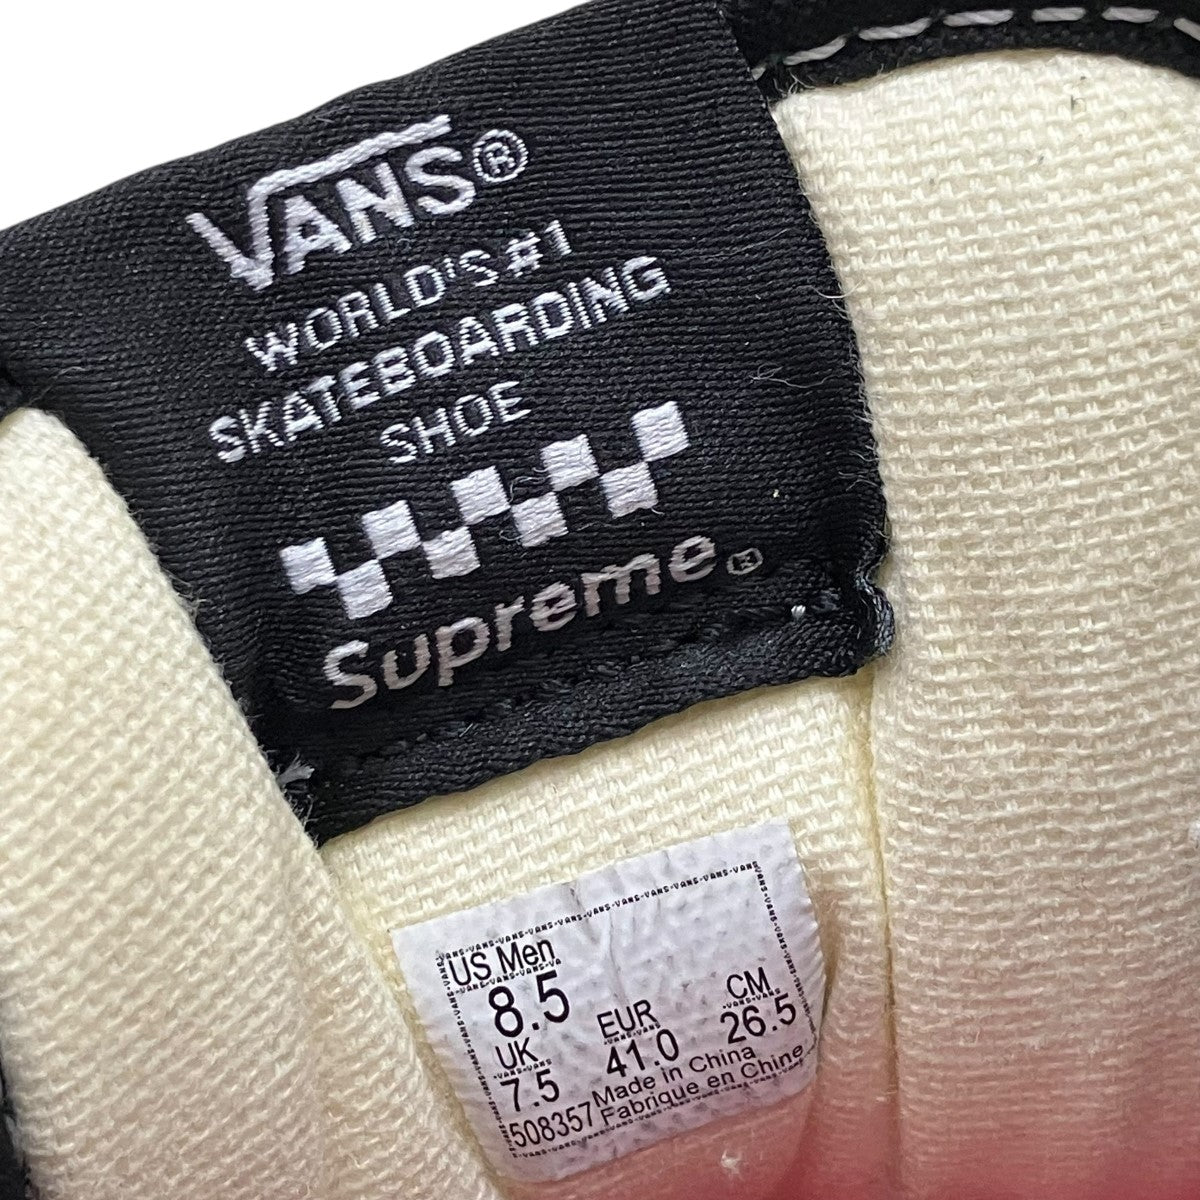 VANS®
WORLD'S #1
SKATEBOARDING
SHOE
Supreme®
US Men
8.5
UK
7.5
EUR
41.0
CM
26.5
508357
Made in China
Fabrique en Chine